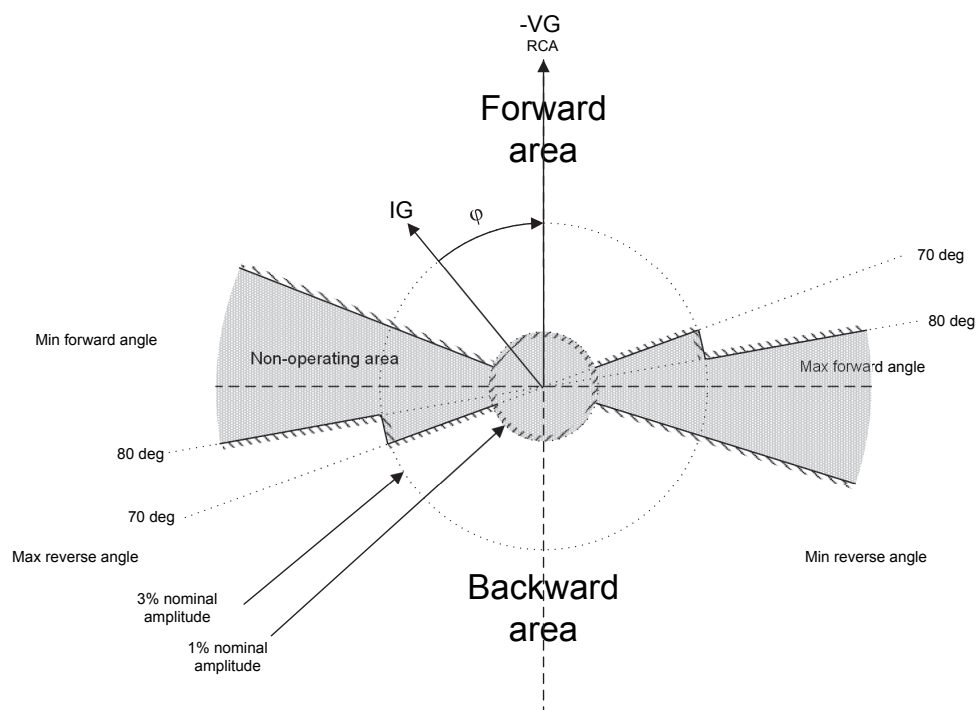 -VG
RCA
Forward
area
IG
φ
70 deg
80 deg
Min forward angle
Non-operating area
Max forward angle
80 deg
70 deg
Max reverse angle
Min reverse angle
Backward
area
3% nominal
amplitude
1% nominal
amplitude